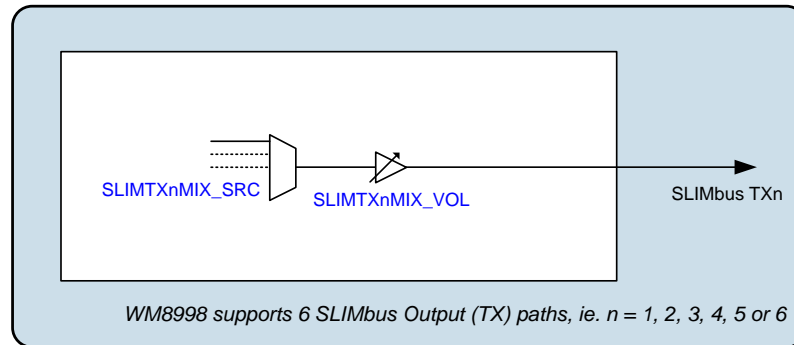 SLIMTXnMIX_SRC
SLIMTXnMIX_VOL
SLIMbus TXn
WM8998 supports 6 SLIMbus Output (TX) paths, ie. n = 1, 2, 3, 4, 5 or 6